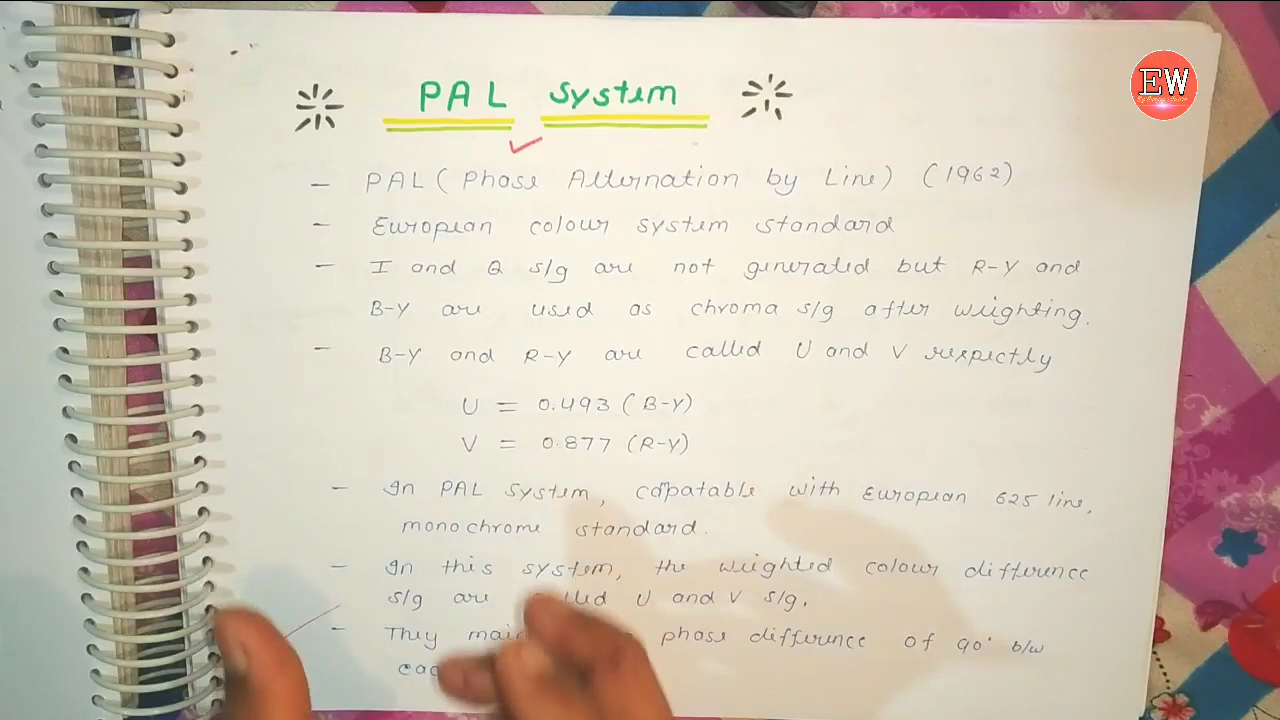 EW
PAL System
- PAL (Phase Alternation by Line) (1962)
- European colour system standard
- I and Q s/g are not generated but R-Y and
B-Y are used as chroma s/g after weighting.
- B-Y and R-Y are called U and V respectly
U = 0.493 (B-Y)
V = 0.877 (R-Y)
- In PAL system, compatable with European 625 line,
monochrome standard.
- In this system, the weighted colour difference
s/g are U and V s/g.
- They phase difference of 90° b/w